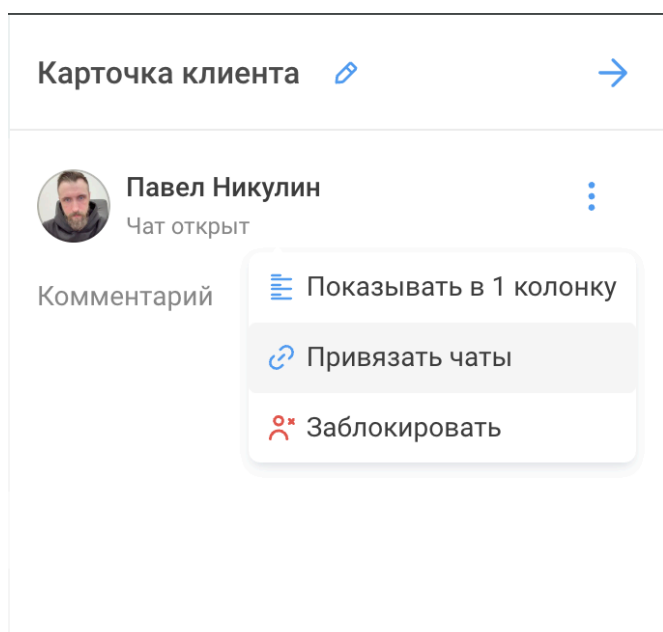 Карточка клиента
Павел Никулин
Чат открыт
Комментарий
Показывать в 1 колонку
Привязать чаты
Заблокировать